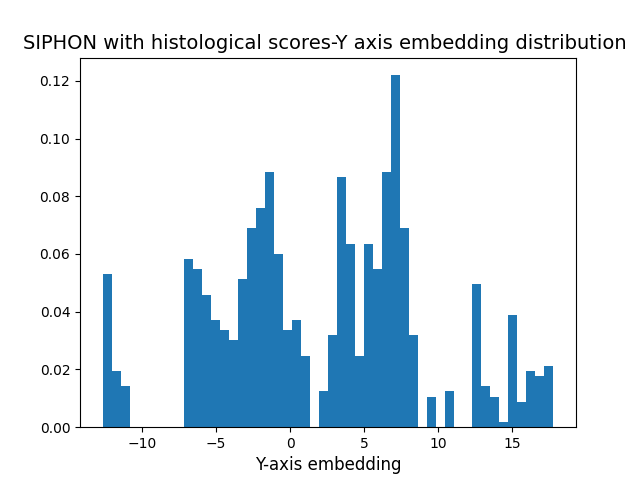 SIPHON with histological scores-Y axis embedding distribution
0.12
0.10
0.08
0.06
0.04
0.02
0.00
−10 −5 0 5 10 15
Y-axis embedding